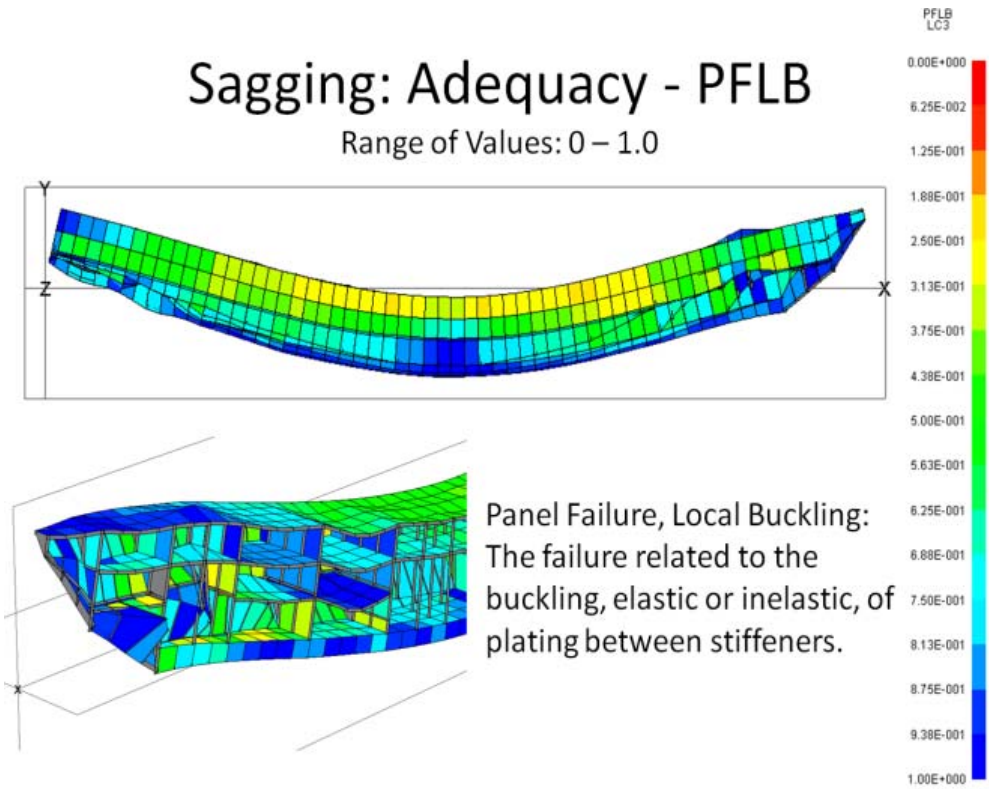 PFLB
LC3
Sagging: Adequacy - PFLB
Range of Values: 0 – 1.0
0.00E+000
6.25E-002
1.25E-001
1.88E-001
2.50E-001
3.13E-001
3.75E-001
4.38E-001
5.00E-001
5.63E-001
6.25E-001
6.88E-001
7.50E-001
8.13E-001
8.75E-001
9.38E-001
1.00E+000
Y
Z
X
Panel Failure, Local Buckling:
The failure related to the
buckling, elastic or inelastic, of
plating between stiffeners.
x